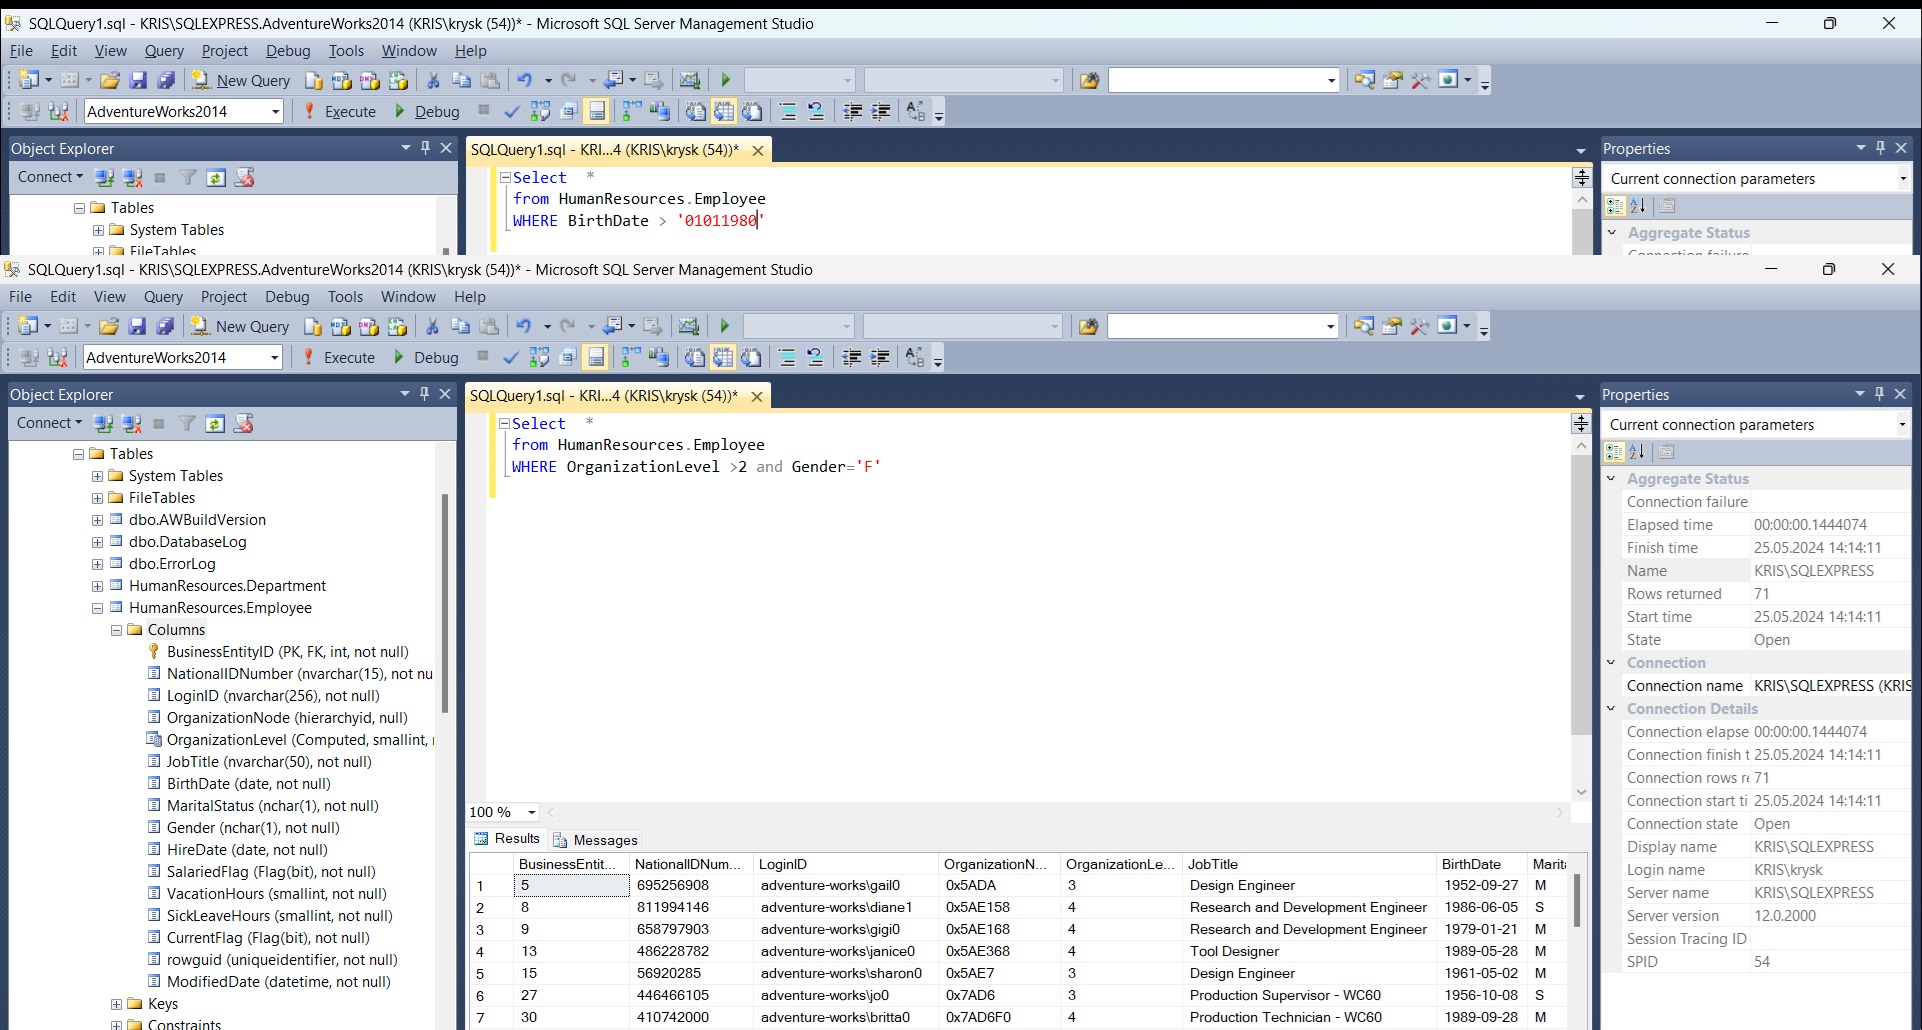 SQLQuery1.sql - KRIS\SQLEXPRESS.AdventureWorks2014 (KRIS\krysk (54))* - Microsoft SQL Server Management Studio
File Edit View Query Project Debug Tools Window Help
New Query
AdventureWorks2014 Execute Debug
Object Explorer
SQLQuery1.sql - KRI...4 (KRIS\krysk (54))*
Properties
Connect
Current connection parameters
Select *
from HumanResources.Employee
WHERE BirthDate > '01011980'
Tables
System Tables
FileTables
Aggregate Status
Connection failure
SQLQuery1.sql - KRIS\SQLEXPRESS.AdventureWorks2014 (KRIS\krysk (54))* - Microsoft SQL Server Management Studio
File Edit View Query Project Debug Tools Window Help
New Query
AdventureWorks2014 Execute Debug
Object Explorer
SQLQuery1.sql - KRI...4 (KRIS\krysk (54))*
Properties
Connect
Current connection parameters
Select *
from HumanResources.Employee
WHERE OrganizationLevel >2 and Gender='F'
Tables
System Tables
FileTables
dbo.AWBuildVersion
dbo.DatabaseLog
dbo.ErrorLog
HumanResources.Department
HumanResources.Employee
Columns
BusinessEntityID (PK, FK, int, not null)
NationalIDNumber (nvarchar(15), not nu
LoginID (nvarchar(256), not null)
OrganizationNode (hierarchyid, null)
OrganizationLevel (Computed, smallint,
JobTitle (nvarchar(50), not null)
BirthDate (date, not null)
MaritalStatus (nchar(1), not null)
Gender (nchar(1), not null)
HireDate (date, not null)
SalariedFlag (Flag(bit), not null)
VacationHours (smallint, not null)
SickLeaveHours (smallint, not null)
CurrentFlag (Flag(bit), not null)
rowguid (uniqueidentifier, not null)
ModifiedDate (datetime, not null)
Keys
Constraints
100 %
Results Messages
BusinessEntit... NationalIDNum... LoginID OrganizationN... OrganizationLe... JobTitle BirthDate Marita
1 5 695256908 adventure-works\gail0 0x5ADA 3 Design Engineer 1952-09-27 M
2 8 811994146 adventure-works\diane1 0x5AE158 4 Research and Development Engineer 1986-06-05 S
3 9 658797903 adventure-works\gigi0 0x5AE168 4 Research and Development Engineer 1979-01-21 M
4 13 486228782 adventure-works\janice0 0x5AE368 4 Tool Designer 1989-05-28 M
5 15 56920285 adventure-works\sharon0 0x5AE7 3 Design Engineer 1961-05-02 M
6 27 446466105 adventure-works\jo0 0x7AD6 3 Production Supervisor - WC60 1956-10-08 S
7 30 410742000 adventure-works\britta0 0x7AD6F0 4 Production Technician - WC60 1989-09-28 M
Aggregate Status
Connection failure
Elapsed time 00:00:00.1444074
Finish time 25.05.2024 14:14:11
Name KRIS\SQLEXPRESS
Rows returned 71
Start time 25.05.2024 14:14:11
State Open
Connection
Connection name KRIS\SQLEXPRESS (KRIS
Connection Details
Connection elapse 00:00:00.1444074
Connection finish t 25.05.2024 14:14:11
Connection rows re 71
Connection start ti 25.05.2024 14:14:11
Connection state Open
Display name KRIS\SQLEXPRESS
Login name KRIS\krysk
Server name KRIS\SQLEXPRESS
Server version 12.0.2000
Session Tracing ID
SPID 54